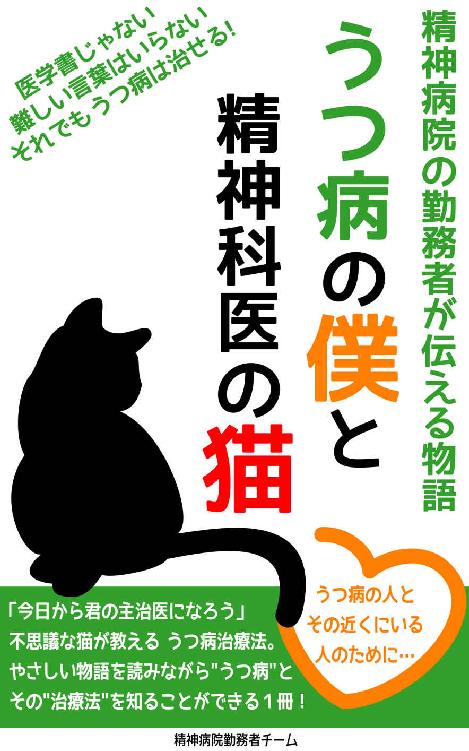 精神病院の勤務者が伝える物語
うつ病の僕と
精神科医の猫
医学書じゃない
難しい言葉はいらない
それでもうつ病は治せる!
うつ病の人と
その近くにいる
人のために…
「今日から君の主治医になろう」
不思議な猫が教える うつ病治療法。
やさしい物語を読みながら"うつ病"と
その"治療法"を知ることができる1冊!
精神病院勤務者チーム